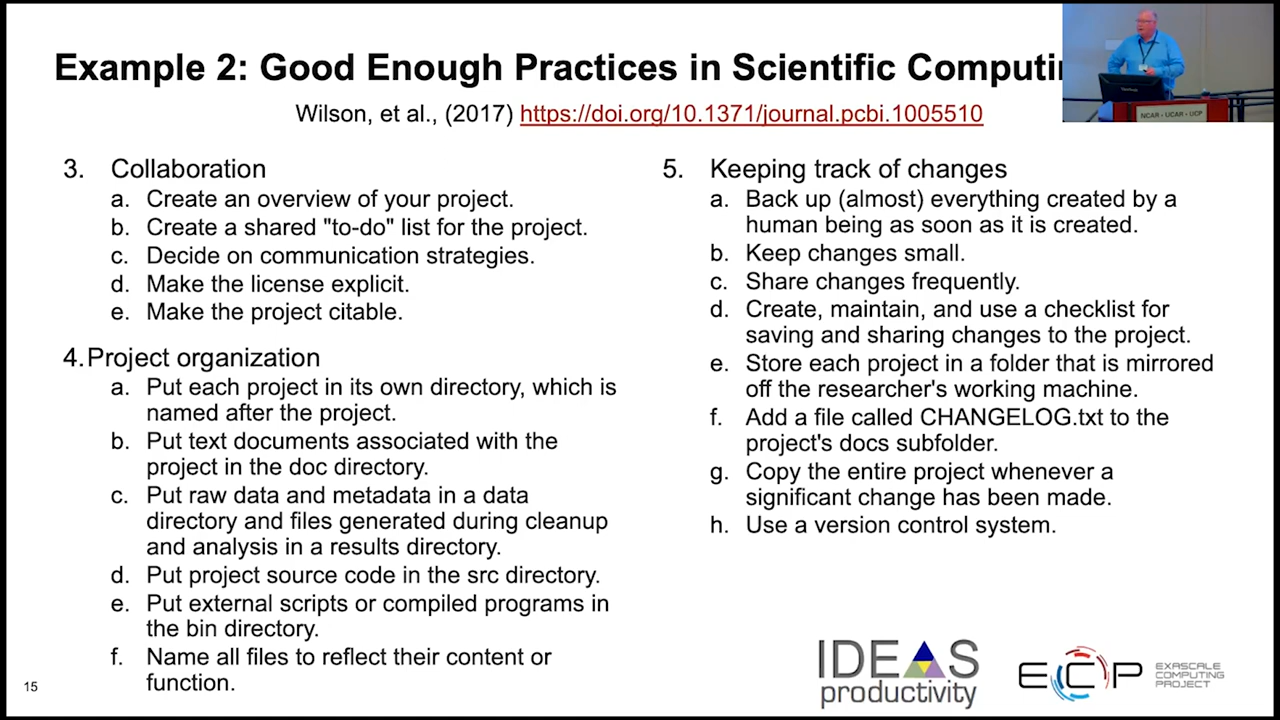 Example 2: Good Enough Practices in Scientific Computi
Wilson, et al., (2017) https://doi.org/10.1371/journal.pcbi.1005510
NCAR • UCAR • UCP
3. Collaboration
a. Create an overview of your project.
b. Create a shared "to-do" list for the project.
c. Decide on communication strategies.
d. Make the license explicit.
e. Make the project citable.
4. Project organization
a. Put each project in its own directory, which is
named after the project.
b. Put text documents associated with the
project in the doc directory.
c. Put raw data and metadata in a data
directory and files generated during cleanup
and analysis in a results directory.
d. Put project source code in the src directory.
e. Put external scripts or compiled programs in
the bin directory.
f. Name all files to reflect their content or
function.
5. Keeping track of changes
a. Back up (almost) everything created by a
human being as soon as it is created.
b. Keep changes small.
c. Share changes frequently.
d. Create, maintain, and use a checklist for
saving and sharing changes to the project.
e. Store each project in a folder that is mirrored
off the researcher's working machine.
f. Add a file called CHANGELOG.txt to the
project's docs subfolder.
g. Copy the entire project whenever a
significant change has been made.
h. Use a version control system.
15
IDEAS
productivity
ECP
EXASCALE
COMPUTING
PROJECT